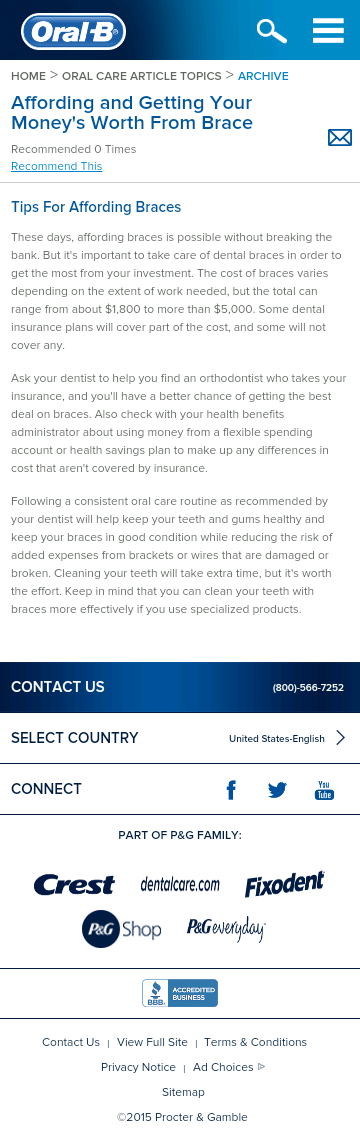 Oral-B
HOME > ORAL CARE ARTICLE TOPICS > ARCHIVE
Affording and Getting Your
Money's Worth From Brace
Recommended 0 Times
Recommend This
Tips For Affording Braces
These days, affording braces is possible without breaking the
bank. But it's important to take care of dental braces in order to
get the most from your investment. The cost of braces varies
depending on the extent of work needed, but the total can
range from about $1,800 to more than $5,000. Some dental
insurance plans will cover part of the cost, and some will not
cover any.
Ask your dentist to help you find an orthodontist who takes your
insurance, and you'll have a better chance of getting the best
deal on braces. Also check with your health benefits
administrator about using money from a flexible spending
account or health savings plan to make up any differences in
cost that aren't covered by insurance.
Following a consistent oral care routine as recommended by
your dentist will help keep your teeth and gums healthy and
keep your braces in good condition while reducing the risk of
added expenses from brackets or wires that are damaged or
broken. Cleaning your teeth will take extra time, but it's worth
the effort. Keep in mind that you can clean your teeth with
braces more effectively if you use specialized products.
CONTACT US (800)-566-7252
SELECT COUNTRY United States-English
CONNECT f You Tube
PART OF P&G FAMILY:
Crest dentalcare.com Fixodent
P&G Shop P&G everyday
BBB. ACCREDITED BUSINESS
Contact Us | View Full Site | Terms & Conditions
Privacy Notice | Ad Choices
Sitemap
©2015 Procter & Gamble